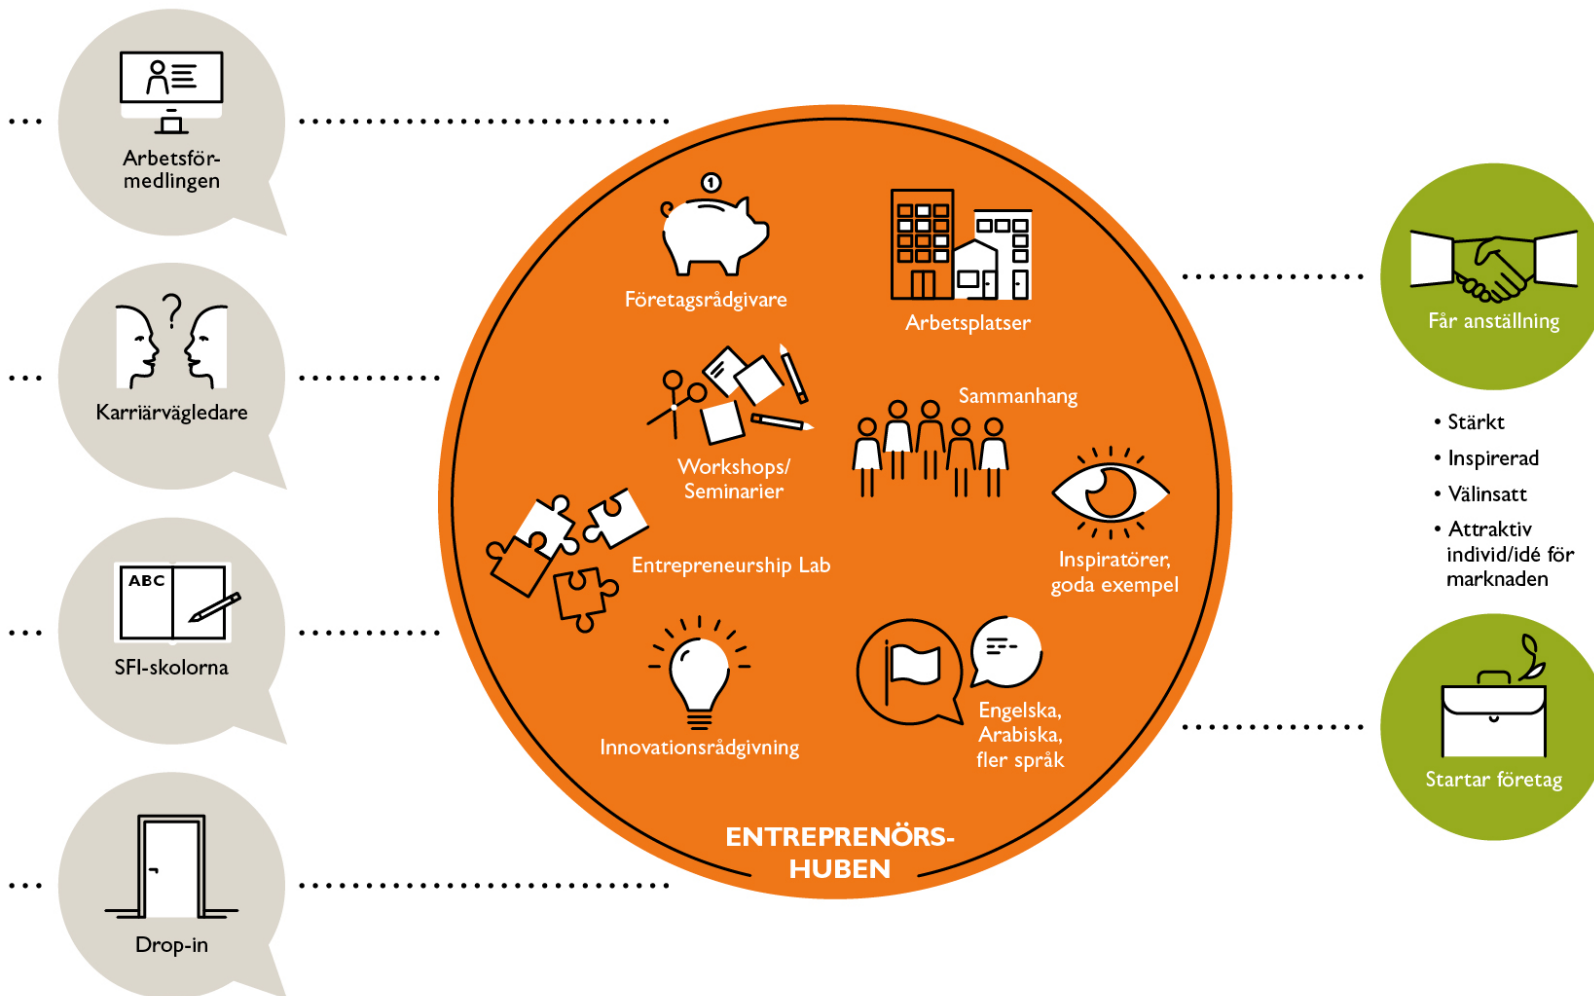 Arbetsför-
medlingen
Karriärvägledare
ABC
SFI-skolorna
Drop-in
1
Företagsrådgivare
Arbetsplatser
Workshops/
Seminarier
Sammanhang
Entrepreneurship Lab
Inspiratörer,
goda exempel
Innovationsrådgivning
Engelska,
Arabiska,
fler språk
ENTREPRENÖRS-
HUBEN
Får anställning
• Stärkt
• Inspirerad
• Välinsatt
• Attraktiv
individ/idé för
marknaden
Startar företag